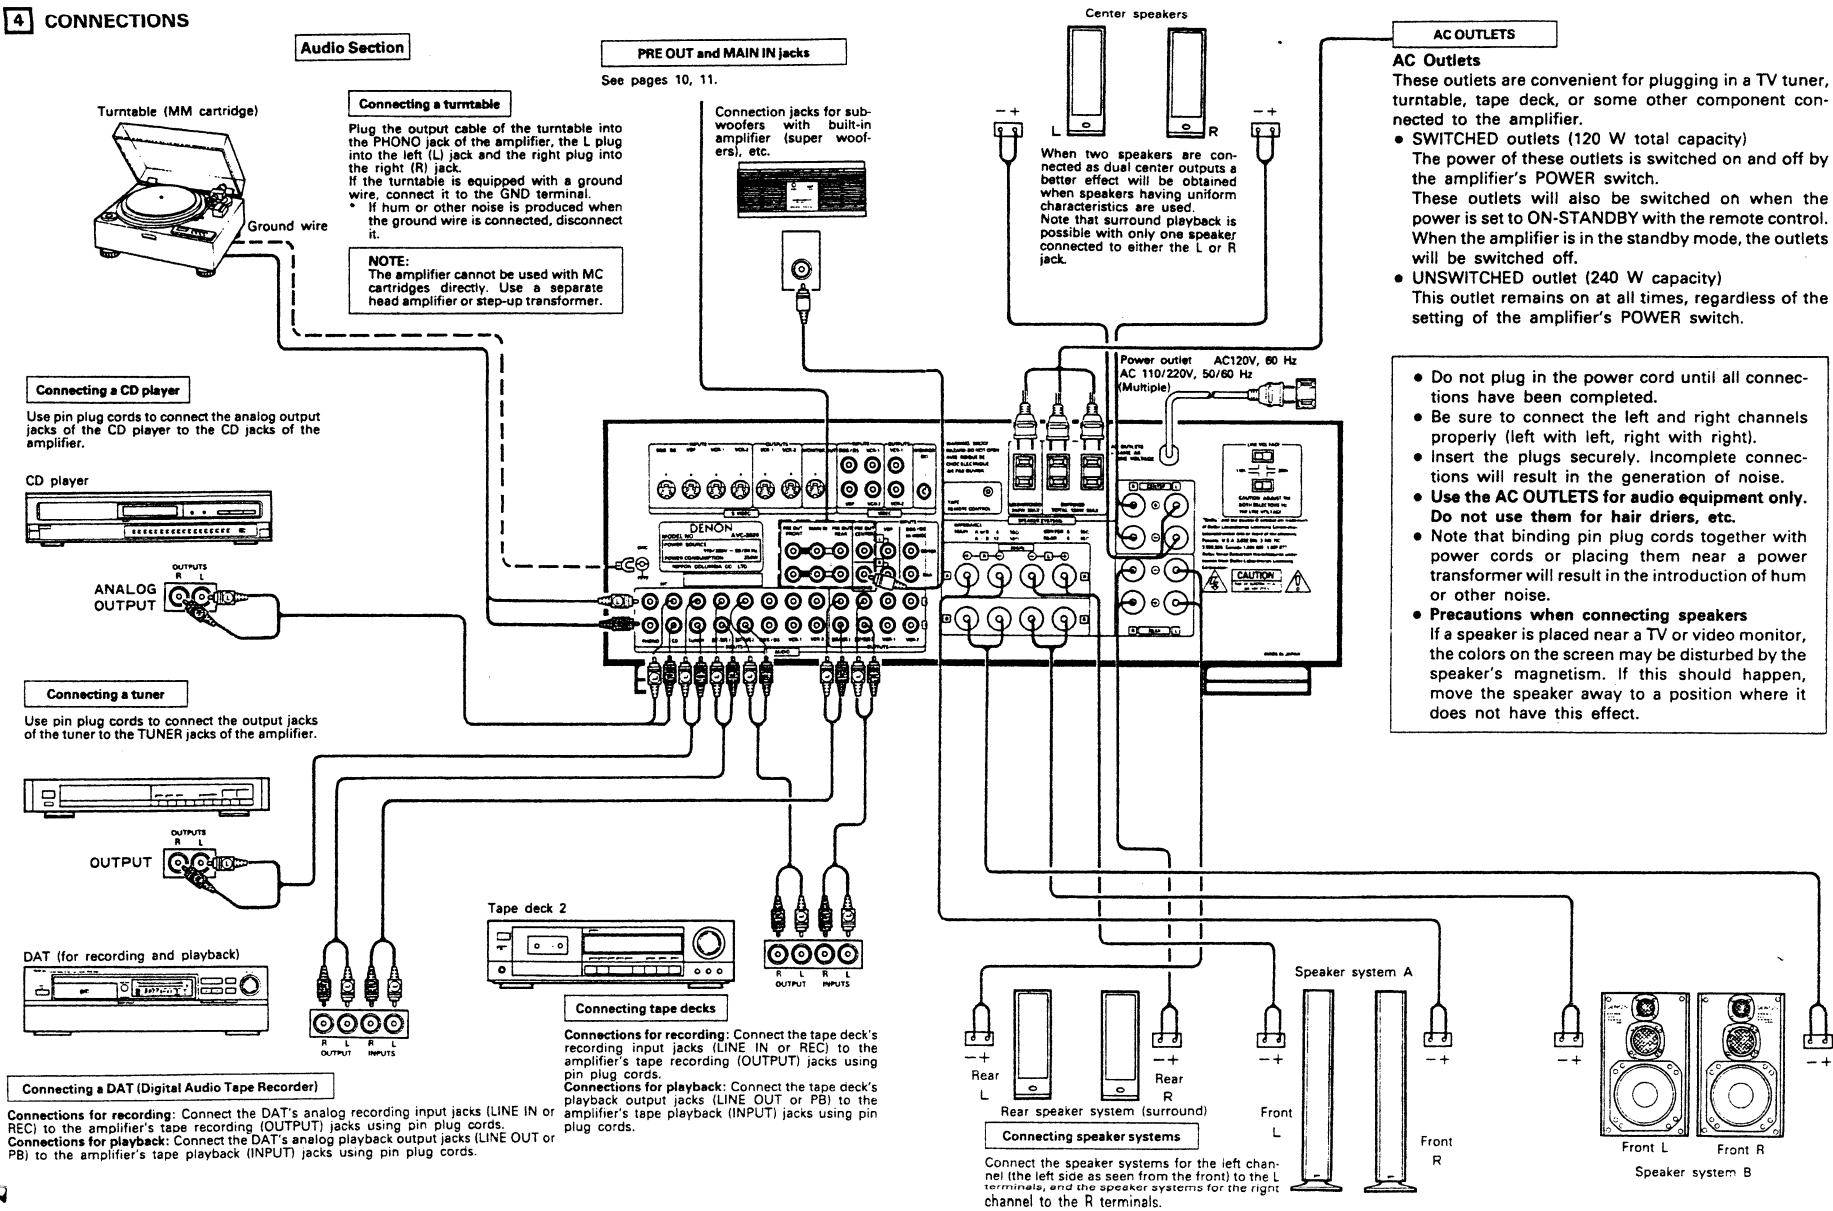 4 CONNECTIONS
Audio Section
Turntable (MM cartridge)
Ground wire
Connecting a turntable
Plug the output cable of the turntable into
the PHONO jack of the amplifier, the L plug
into the left (L) jack and the right plug into
the right (R) jack.
If the turntable is equipped with a ground
wire, connect it to the GND terminal.
* If hum or other noise is produced when
the ground wire is connected, disconnect
it.
NOTE:
The amplifier cannot be used with MC
cartridges directly. Use a separate
head amplifier or step-up transformer.
PRE OUT and MAIN IN jacks
See pages 10, 11.
Connection jacks for sub-
woofers with built-in
amplifier (super woof-
ers), etc.
Center speakers
L
R
− +
− +
When two speakers are con-
nected as dual center outputs a
better effect will be obtained
when speakers having uniform
characteristics are used.
Note that surround playback is
possible with only one speaker
connected to either the L or R
jack.
AC OUTLETS
AC Outlets
These outlets are convenient for plugging in a TV tuner,
turntable, tape deck, or some other component con-
nected to the amplifier.
• SWITCHED outlets (120 W total capacity)
The power of these outlets is switched on and off by
the amplifier's POWER switch.
These outlets will also be switched on when the
power is set to ON-STANDBY with the remote control.
When the amplifier is in the standby mode, the outlets
will be switched off.
• UNSWITCHED outlet (240 W capacity)
This outlet remains on at all times, regardless of the
setting of the amplifier's POWER switch.
Power outlet AC120V, 60 Hz
AC 110/220V, 50/60 Hz
(Multiple)
• Do not plug in the power cord until all connec-
tions have been completed.
• Be sure to connect the left and right channels
properly (left with left, right with right).
• Insert the plugs securely. Incomplete connec-
tions will result in the generation of noise.
• Use the AC OUTLETS for audio equipment only.
Do not use them for hair driers, etc.
• Note that binding pin plug cords together with
power cords or placing them near a power
transformer will result in the introduction of hum
or other noise.
• Precautions when connecting speakers
If a speaker is placed near a TV or video monitor,
the colors on the screen may be disturbed by the
speaker's magnetism. If this should happen,
move the speaker away to a position where it
does not have this effect.
Connecting a CD player
Use pin plug cords to connect the analog output
jacks of the CD player to the CD jacks of the
amplifier.
CD player
OUTPUTS
R L
ANALOG
OUTPUT
DENON
MODEL NO
POWER SOURCE
POWER CONSUMPTION
NIPPON COLUMBIA CO LTD
CAUTION
AUDIO
Connecting a tuner
Use pin plug cords to connect the output jacks
of the tuner to the TUNER jacks of the amplifier.
OUTPUTS
R L
OUTPUT
DAT (for recording and playback)
R L R L
OUTPUT INPUTS
Connecting a DAT (Digital Audio Tape Recorder)
Connections for recording: Connect the DAT's analog recording input jacks (LINE IN or
REC) to the amplifier's tape recording (OUTPUT) jacks using pin plug cords.
Connections for playback: Connect the DAT's analog playback output jacks (LINE OUT or
PB) to the amplifier's tape playback (INPUT) jacks using pin plug cords.
Tape deck 2
R L R L
OUTPUT INPUTS
Connecting tape decks
Connections for recording: Connect the tape deck's
recording input jacks (LINE IN or REC) to the
amplifier's tape recording (OUTPUT) jacks using
pin plug cords.
Connections for playback: Connect the tape deck's
playback output jacks (LINE OUT or PB) to the
amplifier's tape playback (INPUT) jacks using pin
plug cords.
− +
Rear
L
− +
Rear
R
Rear speaker system (surround)
Connecting speaker systems
Connect the speaker systems for the left chan-
nel (the left side as seen from the front) to the L
terminals, and the speaker systems for the right
channel to the R terminals.
Speaker system A
− +
Front
L
− +
Front
R
− +
− +
Front L
Front R
Speaker system B